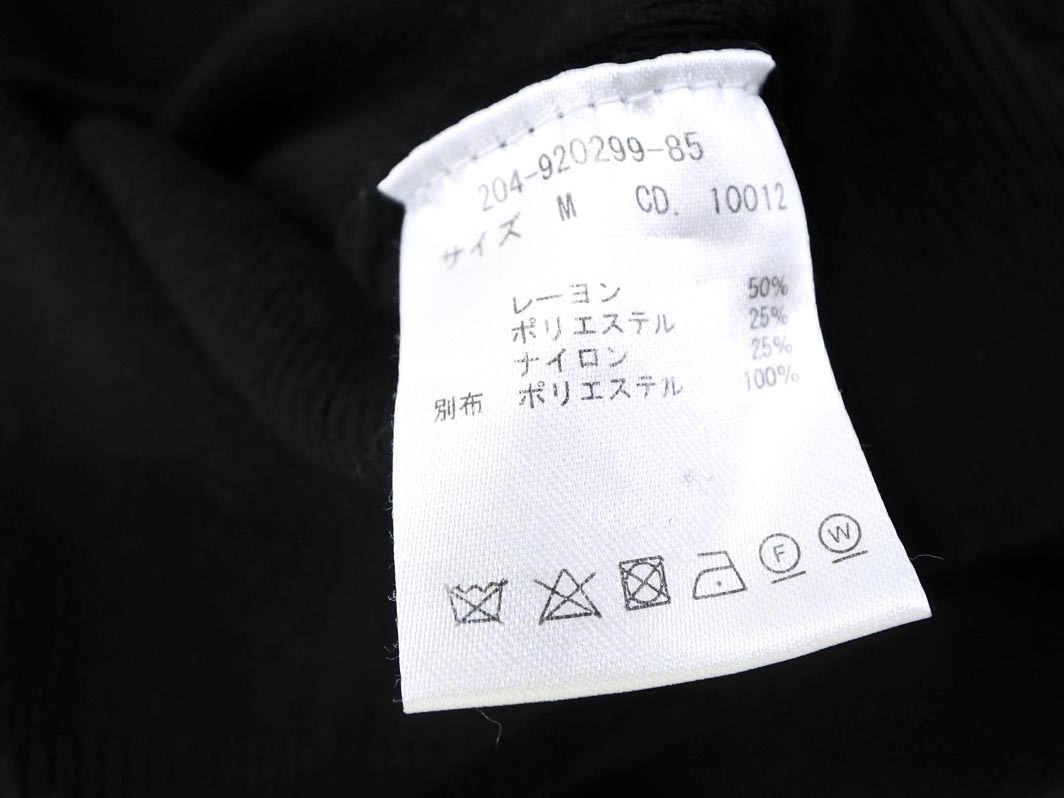 204-920299-85
サイズ M CD. 10012
レーヨン 50%
ポリエステル 25%
ナイロン 25%
別布 ポリエステル 100%
F W